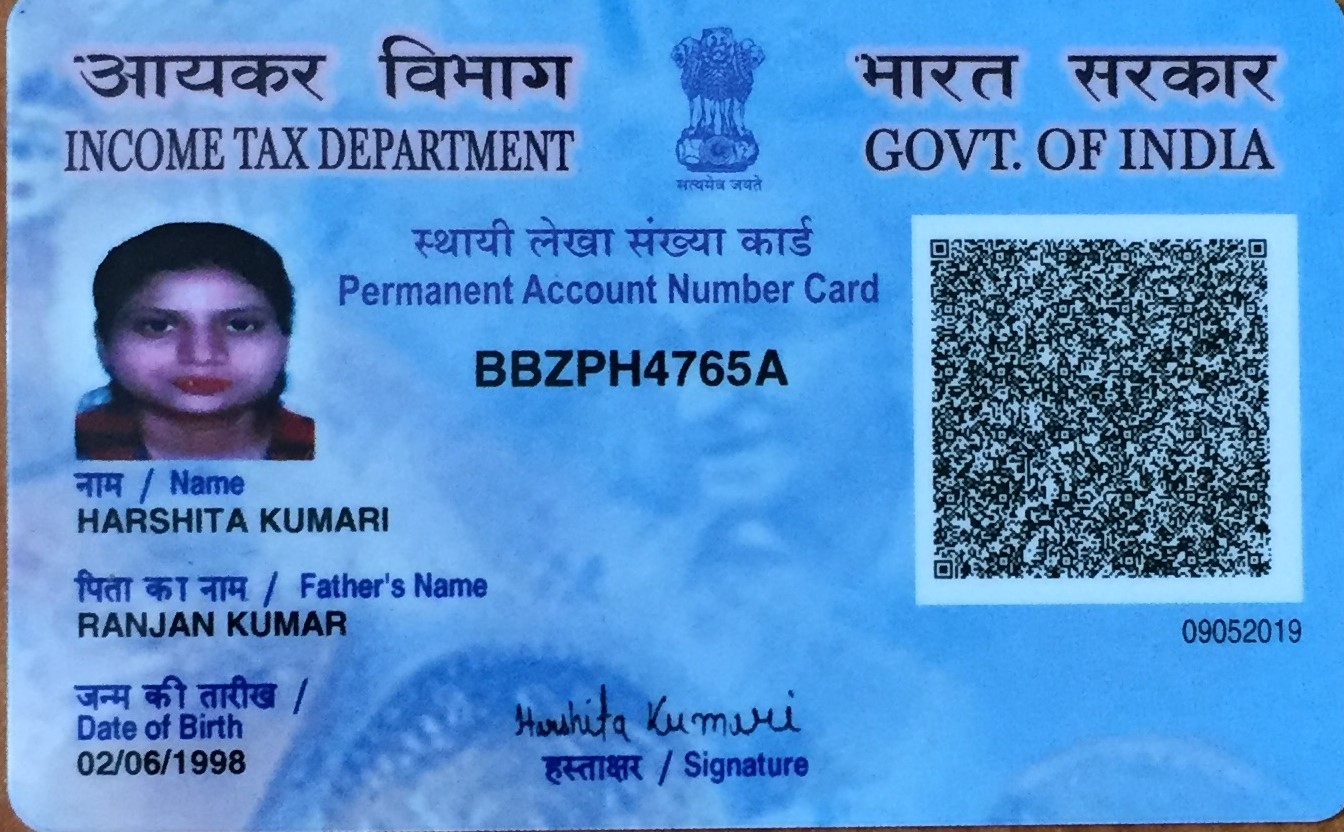 आयकर विभाग
INCOME TAX DEPARTMENT
सत्यमेव जयते
भारत सरकार
GOVT. OF INDIA
स्थायी लेखा संख्या कार्ड
Permanent Account Number Card
BBZPH4765A
नाम / Name
HARSHITA KUMARI
पिता का नाम / Father's Name
RANJAN KUMAR
09052019
जन्म की तारीख /
Date of Birth
02/06/1998
Harshita Kumari
हस्ताक्षर / Signature